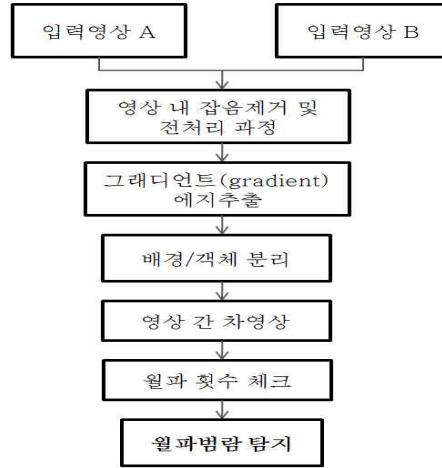 입력영상 A
입력영상 B
영상 내 잡음제거 및
전처리 과정
그래디언트(gradient)
에지추출
배경/객체 분리
영상 간 차영상
월파 횟수 체크
월파범람 탐지